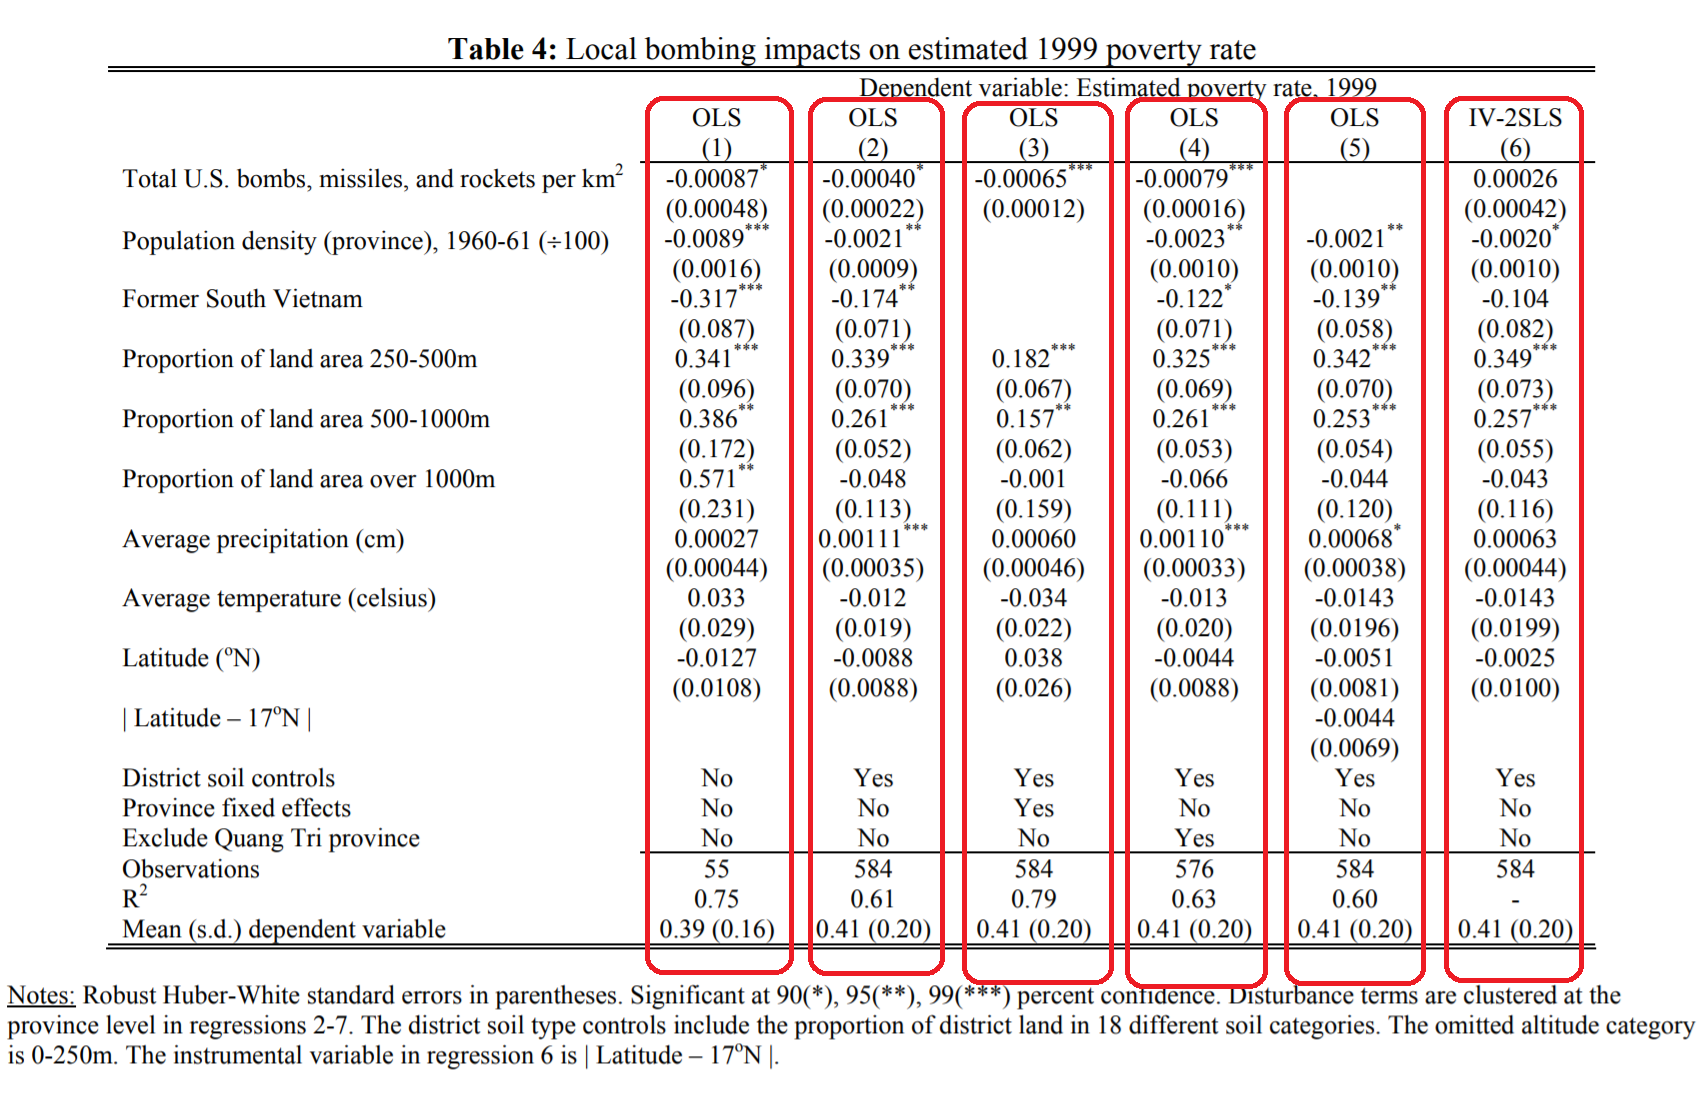 Table 4: Local bombing impacts on estimated 1999 poverty rate
Dependent variable: Estimated poverty rate, 1999
OLS OLS OLS OLS OLS IV-2SLS
(1) (2) (3) (4) (5) (6)
Total U.S. bombs, missiles, and rockets per km² -0.00087* -0.00040* -0.00065*** -0.00079*** 0.00026
(0.00048) (0.00022) (0.00012) (0.00016) (0.00042)
Population density (province), 1960-61 (÷100) -0.0089*** -0.0021** -0.0023** -0.0021** -0.0020*
(0.0016) (0.0009) (0.0010) (0.0010) (0.0010)
Former South Vietnam -0.317*** -0.174** -0.122* -0.139** -0.104
(0.087) (0.071) (0.071) (0.058) (0.082)
Proportion of land area 250-500m 0.341*** 0.339*** 0.182*** 0.325*** 0.342*** 0.349***
(0.096) (0.070) (0.067) (0.069) (0.070) (0.073)
Proportion of land area 500-1000m 0.386** 0.261*** 0.157** 0.261*** 0.253*** 0.257***
(0.172) (0.052) (0.062) (0.053) (0.054) (0.055)
Proportion of land area over 1000m 0.571** -0.048 -0.001 -0.066 -0.044 -0.043
(0.231) (0.113) (0.159) (0.111) (0.120) (0.116)
Average precipitation (cm) 0.00027 0.00111*** 0.00060 0.00110*** 0.00068* 0.00063
(0.00044) (0.00035) (0.00046) (0.00033) (0.00038) (0.00044)
Average temperature (celsius) 0.033 -0.012 -0.034 -0.013 -0.0143 -0.0143
(0.029) (0.019) (0.022) (0.020) (0.0196) (0.0199)
Latitude (ºN) -0.0127 -0.0088 0.038 -0.0044 -0.0051 -0.0025
(0.0108) (0.0088) (0.026) (0.0088) (0.0081) (0.0100)
| Latitude – 17ºN | -0.0044
(0.0069)
District soil controls No Yes Yes Yes Yes Yes
Province fixed effects No No Yes No No No
Exclude Quang Tri province No No No Yes No No
Observations 55 584 584 576 584 584
R² 0.75 0.61 0.79 0.63 0.60 -
Mean (s.d.) dependent variable 0.39 (0.16) 0.41 (0.20) 0.41 (0.20) 0.41 (0.20) 0.41 (0.20) 0.41 (0.20)
Notes: Robust Huber-White standard errors in parentheses. Significant at 90(*), 95(**), 99(***) percent confidence. Disturbance terms are clustered at the
province level in regressions 2-7. The district soil type controls include the proportion of district land in 18 different soil categories. The omitted altitude category
is 0-250m. The instrumental variable in regression 6 is | Latitude – 17ºN |.